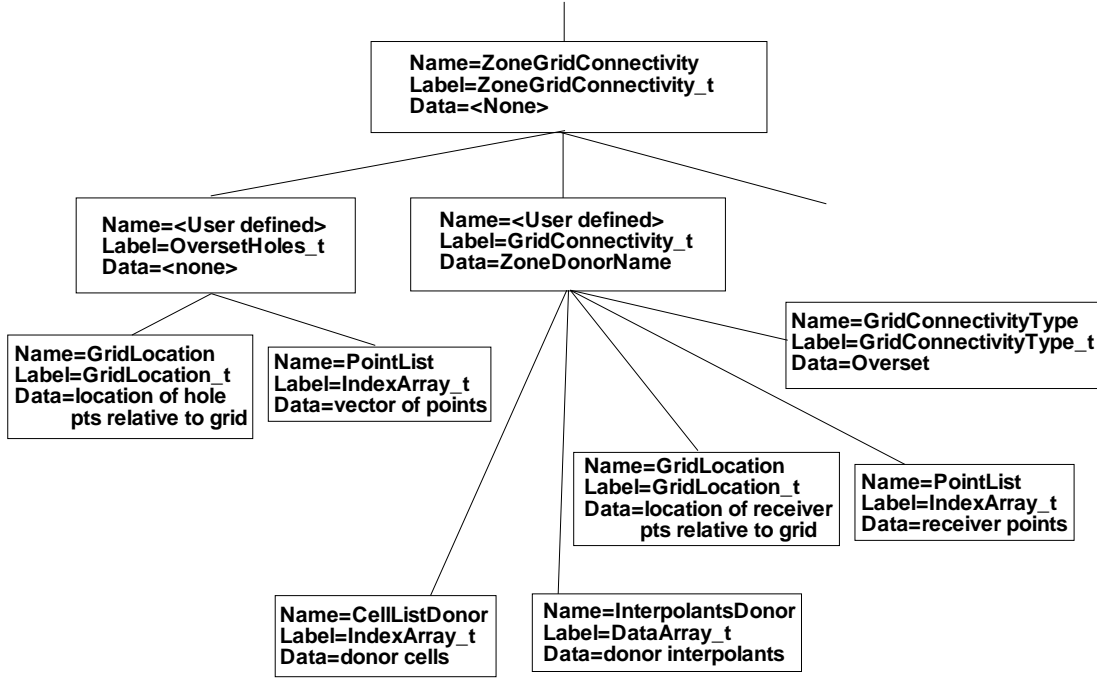 Name=ZoneGridConnectivity
Label=ZoneGridConnectivity_t
Data=<None>
Name=<User defined>
Label=OversetHoles_t
Data=<none>
Name=<User defined>
Label=GridConnectivity_t
Data=ZoneDonorName
Name=GridConnectivityType
Label=GridConnectivityType_t
Data=Overset
Name=GridLocation
Label=GridLocation_t
Data=location of hole
pts relative to grid
Name=PointList
Label=IndexArray_t
Data=vector of points
Name=GridLocation
Label=GridLocation_t
Data=location of receiver
pts relative to grid
Name=PointList
Label=IndexArray_t
Data=receiver points
Name=CellListDonor
Label=IndexArray_t
Data=donor cells
Name=InterpolantsDonor
Label=DataArray_t
Data=donor interpolants